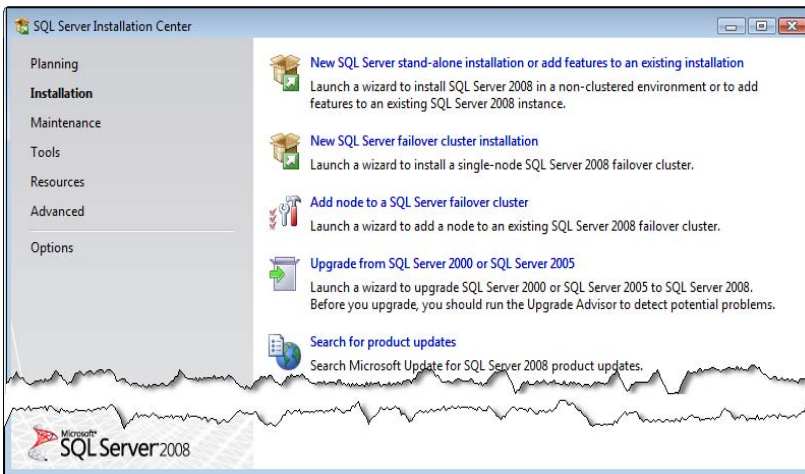 SQL Server Installation Center
Planning
Installation
Maintenance
Tools
Resources
Advanced
Options
New SQL Server stand-alone installation or add features to an existing installation
Launch a wizard to install SQL Server 2008 in a non-clustered environment or to add
features to an existing SQL Server 2008 instance.
New SQL Server failover cluster installation
Launch a wizard to install a single-node SQL Server 2008 failover cluster.
Add node to a SQL Server failover cluster
Launch a wizard to add a node to an existing SQL Server 2008 failover cluster.
Upgrade from SQL Server 2000 or SQL Server 2005
Launch a wizard to upgrade SQL Server 2000 or SQL Server 2005 to SQL Server 2008.
Before you upgrade, you should run the Upgrade Advisor to detect potential problems.
Search for product updates
Search Microsoft Update for SQL Server 2008 product updates.
Microsoft
SQL Server 2008